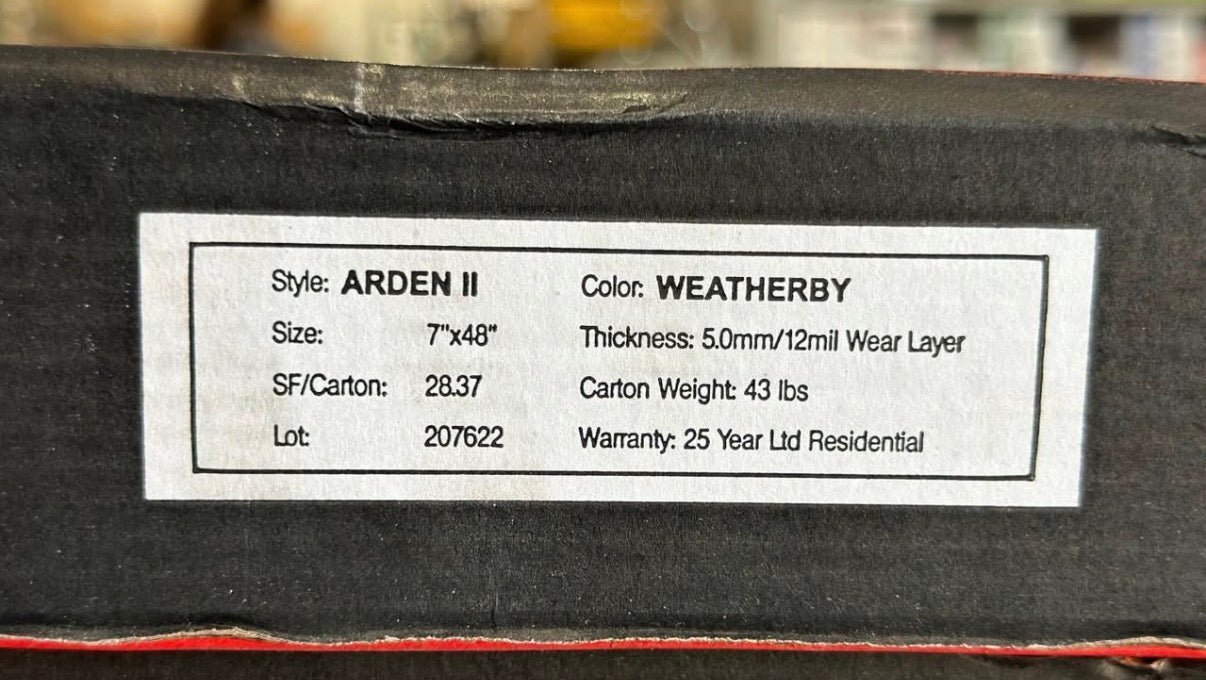 Style: ARDEN II Color: WEATHERBY
Size: 7"x48" Thickness: 5.0mm/12mil Wear Layer
SF/Carton: 28.37 Carton Weight: 43 lbs
Lot: 207622 Warranty: 25 Year Ltd Residential